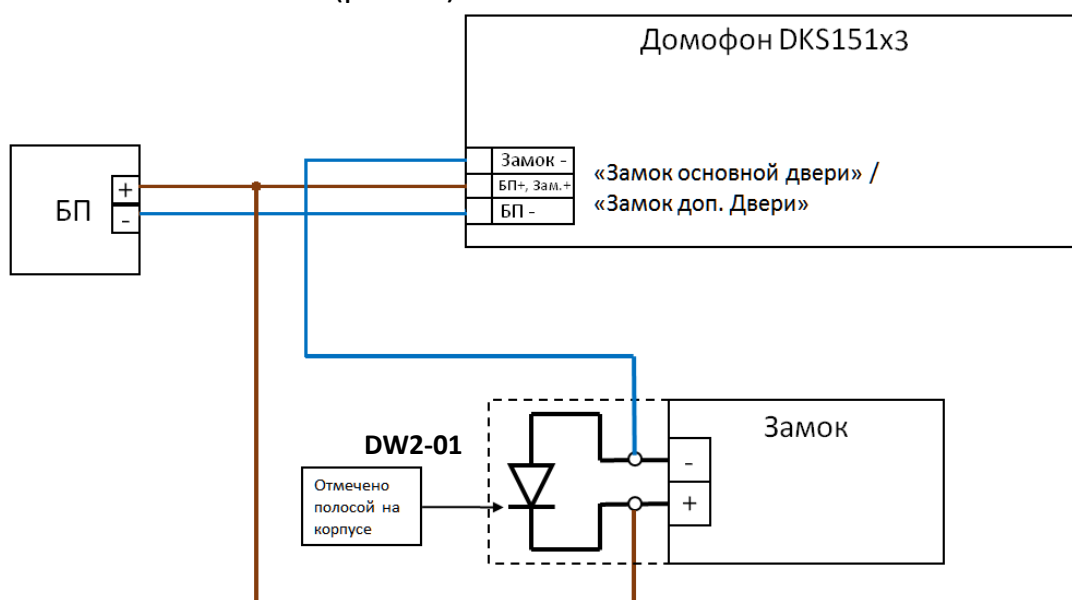 Домофон DKS151x3
Замок -
БП+, Зам.+
БП -
«Замок основной двери» /
«Замок доп. Двери»
БП
+
-
DW2-01
Отмечено
полосой на
корпусе
Замок
-
+